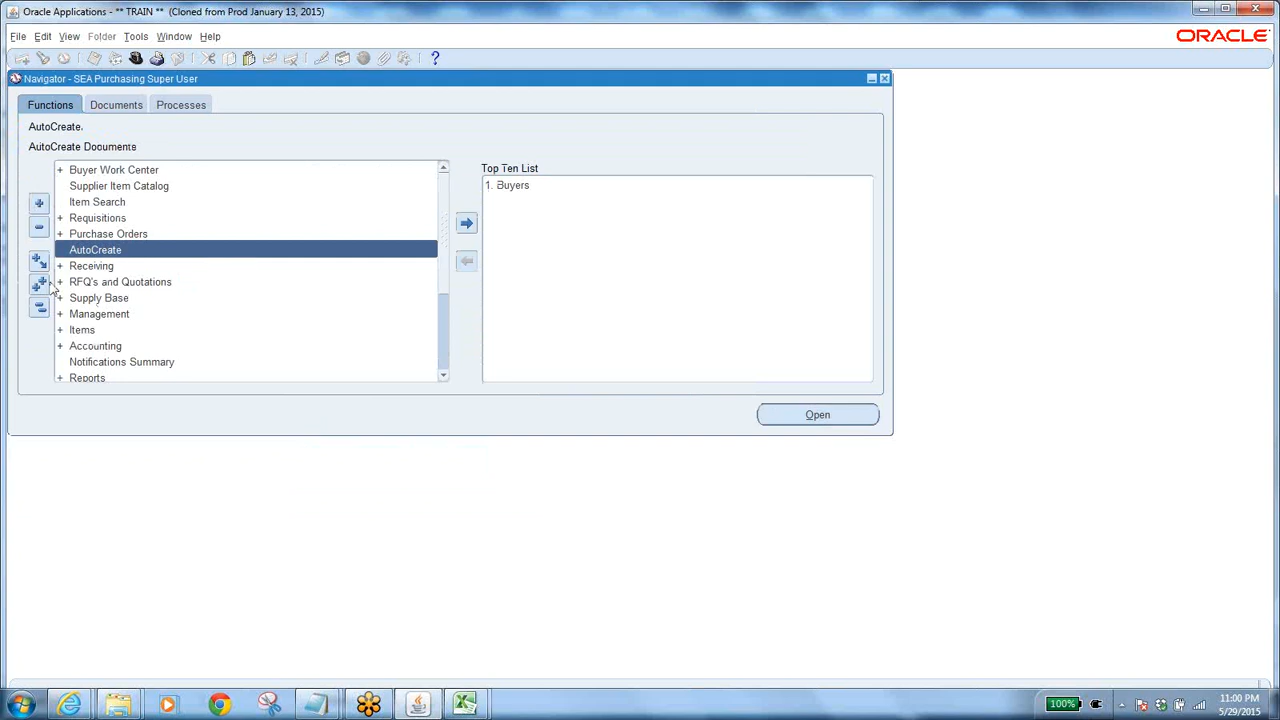 Oracle Applications - ** TRAIN ** (Cloned from Prod January 13, 2015)
File Edit View Folder Tools Window Help
ORACLE
?
Navigator - SEA Purchasing Super User
Functions Documents Processes
AutoCreate.
AutoCreate Documents
Top Ten List
+ Buyer Work Center
1. Buyers
Supplier Item Catalog
Item Search
+ Requisitions
+ Purchase Orders
AutoCreate
+ Receiving
+ RFQ's and Quotations
+ Supply Base
+ Management
+ Items
+ Accounting
Notifications Summary
+ Reports
Open
100%
11:00 PM
5/29/2015